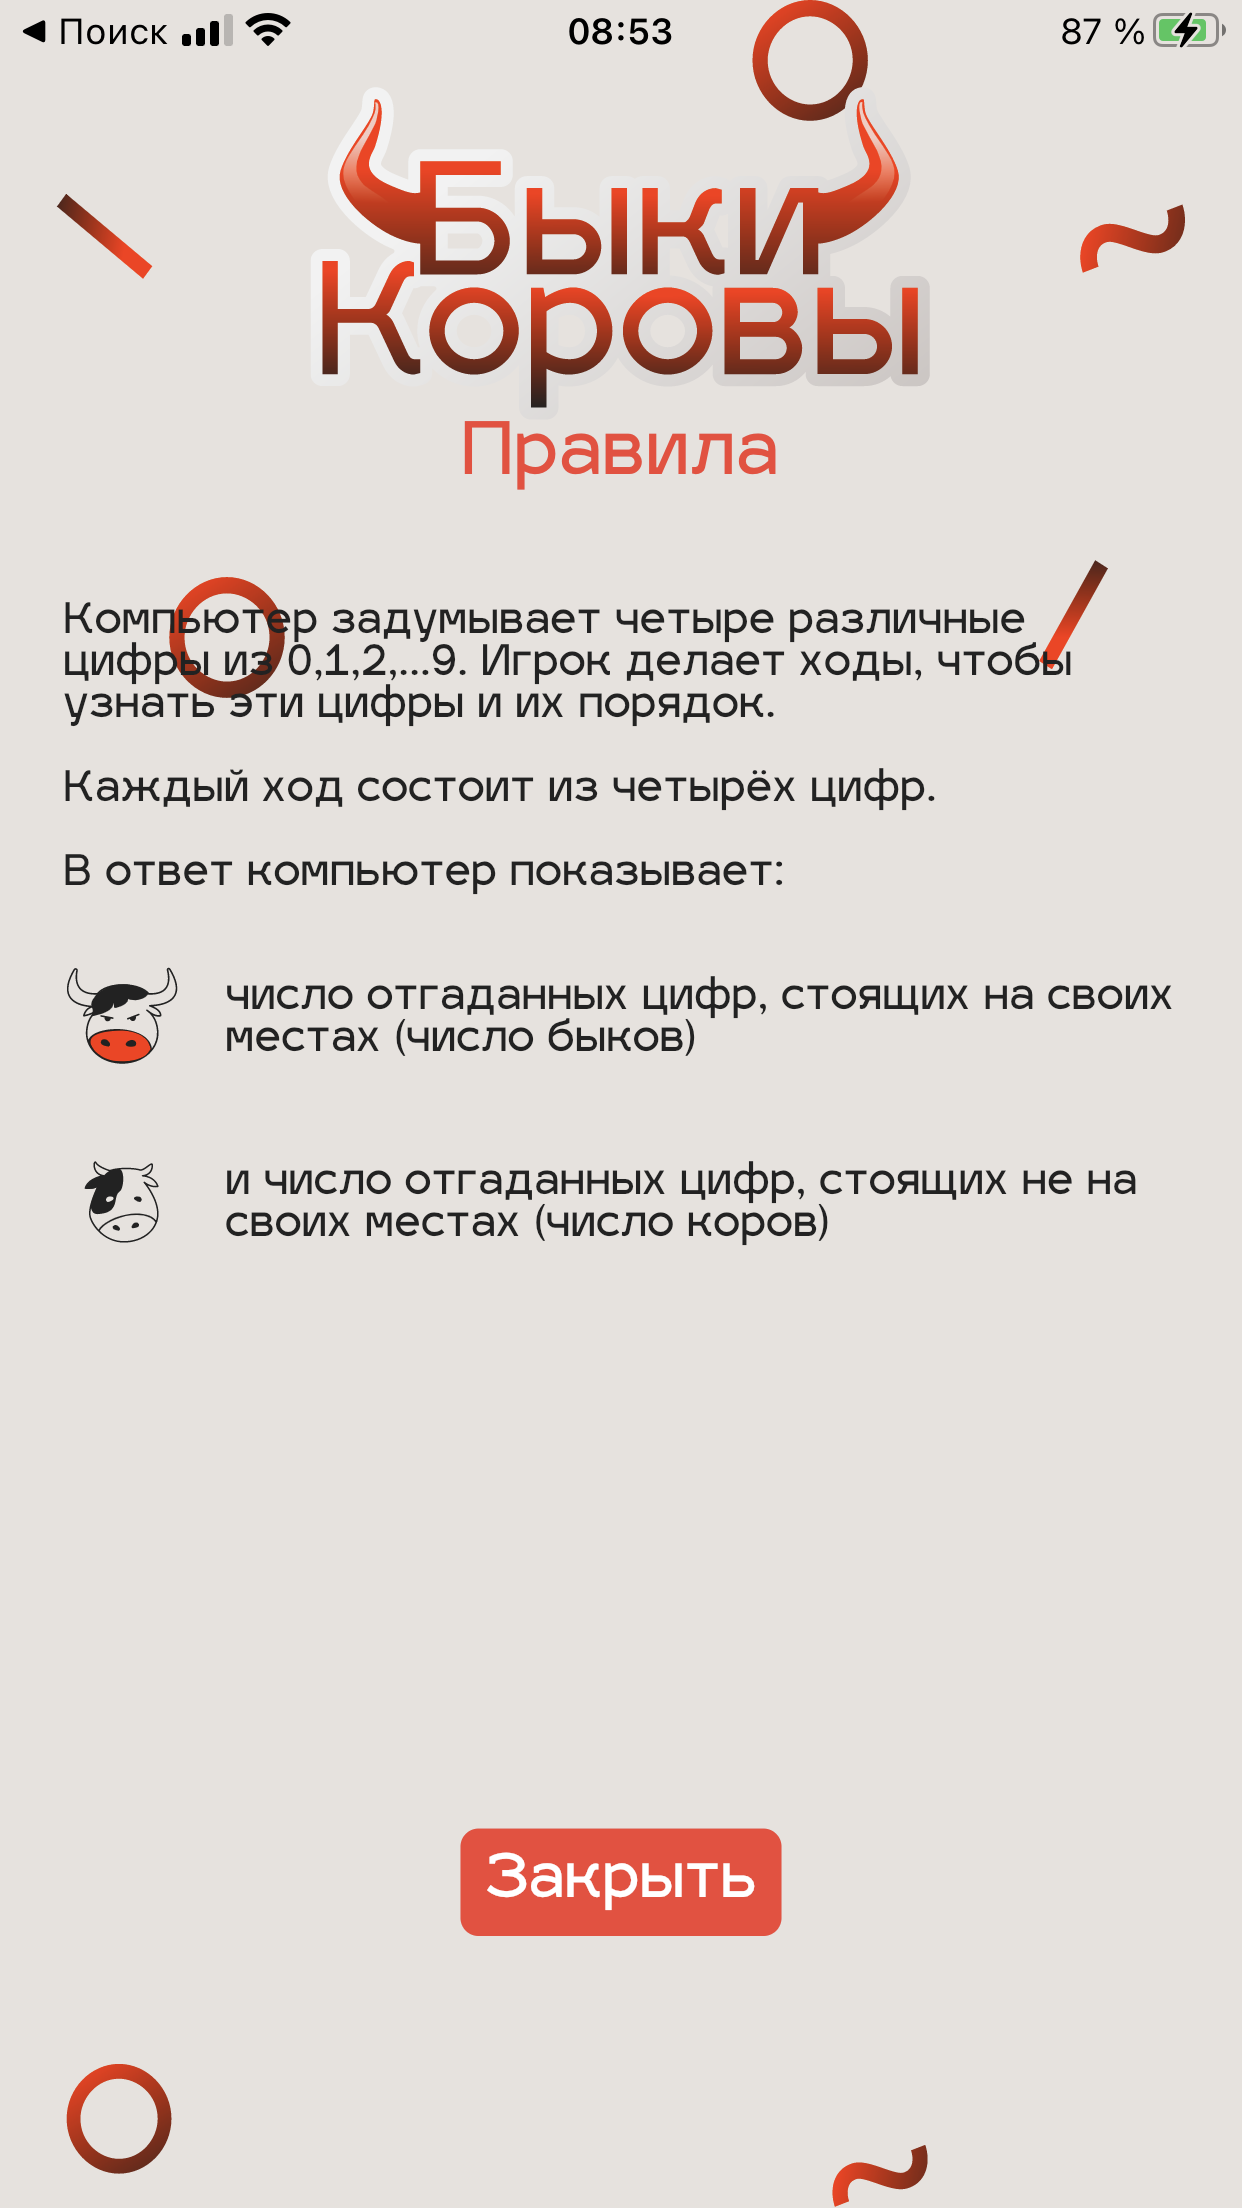 Поиск 08:53 87 %
Быки
Коровы
Правила
Компьютер задумывает четыре различные
цифры из 0,1,2,...9. Игрок делает ходы, чтобы
узнать эти цифры и их порядок.
Каждый ход состоит из четырёх цифр.
В ответ компьютер показывает:
число отгаданных цифр, стоящих на своих
местах (число быков)
и число отгаданных цифр, стоящих не на
своих местах (число коров)
Закрыть